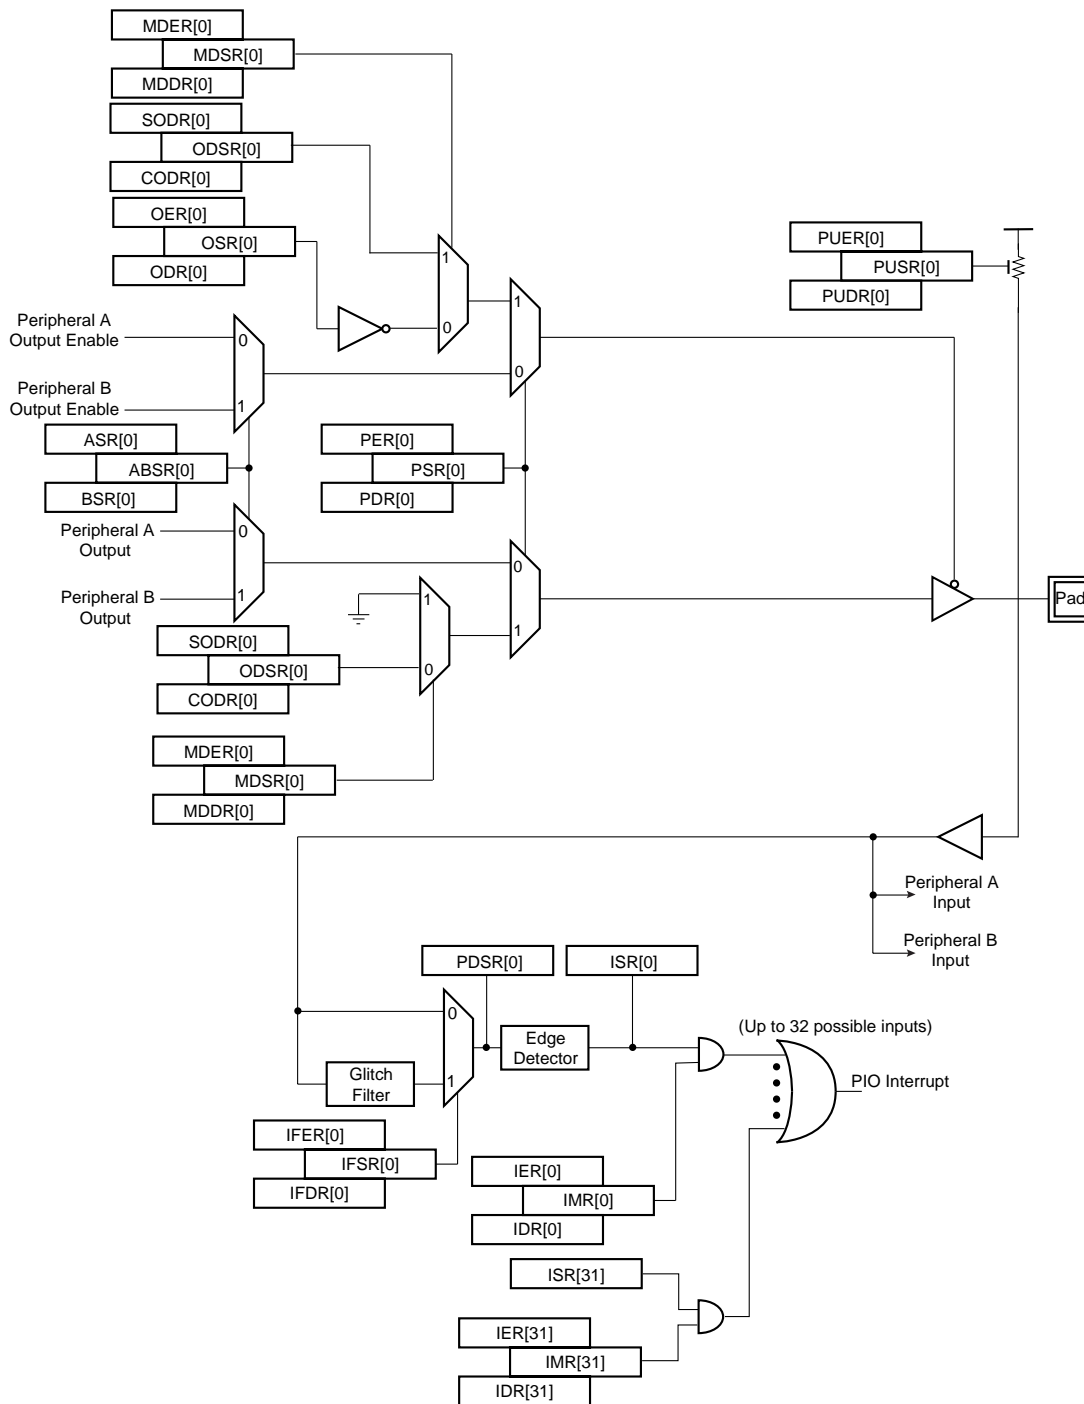 MDER[0]
MDSR[0]
MDDR[0]
SODR[0]
ODSR[0]
CODR[0]
OER[0]
OSR[0]
ODR[0]
1
0
Peripheral A
Output Enable
Peripheral B
Output Enable
0
1
1
0
PUER[0]
PUSR[0]
PUDR[0]
ASR[0]
ABSR[0]
BSR[0]
PER[0]
PSR[0]
PDR[0]
Peripheral A
Output
Peripheral B
Output
0
1
0
1
1
0
Pad
SODR[0]
ODSR[0]
CODR[0]
MDER[0]
MDSR[0]
MDDR[0]
Peripheral A
Input
Peripheral B
Input
PDSR[0]
ISR[0]
0
1
Edge
Detector
Glitch
Filter
(Up to 32 possible inputs)
PIO Interrupt
IFER[0]
IFSR[0]
IFDR[0]
IER[0]
IMR[0]
IDR[0]
ISR[31]
IER[31]
IMR[31]
IDR[31]